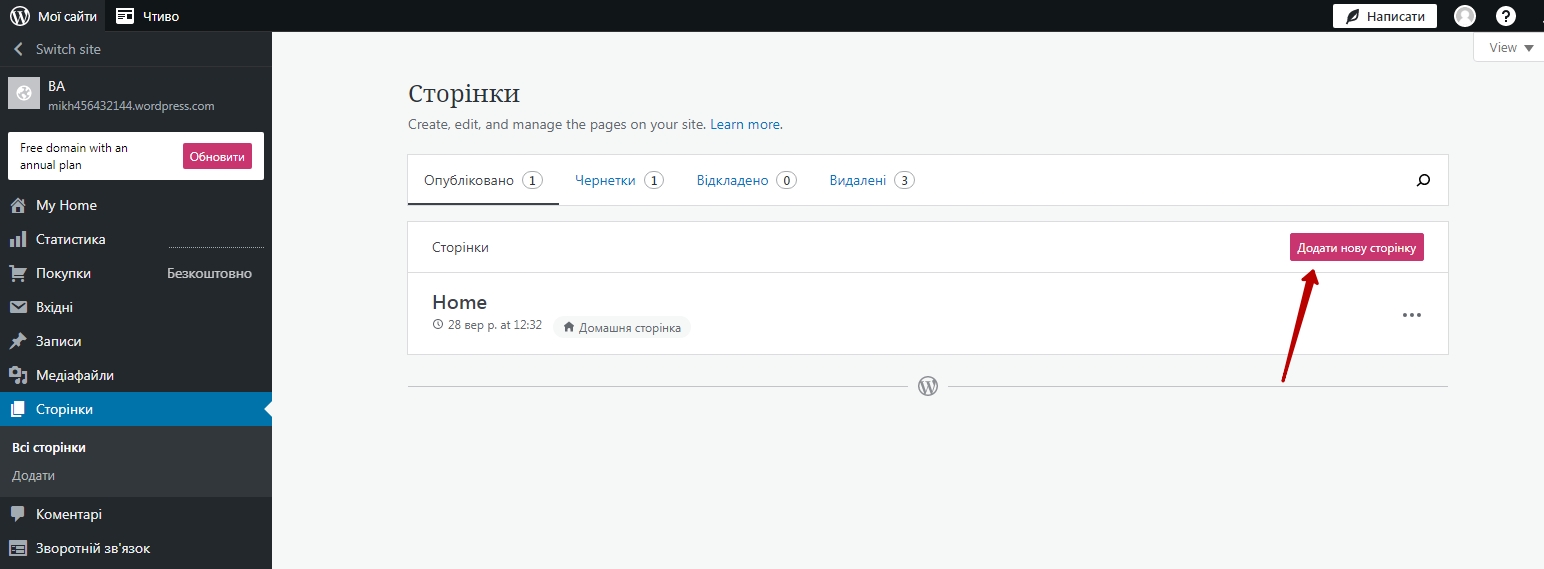 Мої сайти
Чтиво
Написати
Switch site
View
BA
mikh456432144.wordpress.com
Free domain with an
annual plan
Обновити
My Home
Статистика
Покупки
Безкоштовно
Вхідні
Записи
Медіафайли
Сторінки
Всі сторінки
Додати
Коментарі
Зворотній зв'язок
Сторінки
Create, edit, and manage the pages on your site. Learn more.
Опубліковано 1
Чернетки 1
Відкладено 0
Видалені 3
Сторінки
Додати нову сторінку
Home
28 вер р. at 12:32
Домашня сторінка